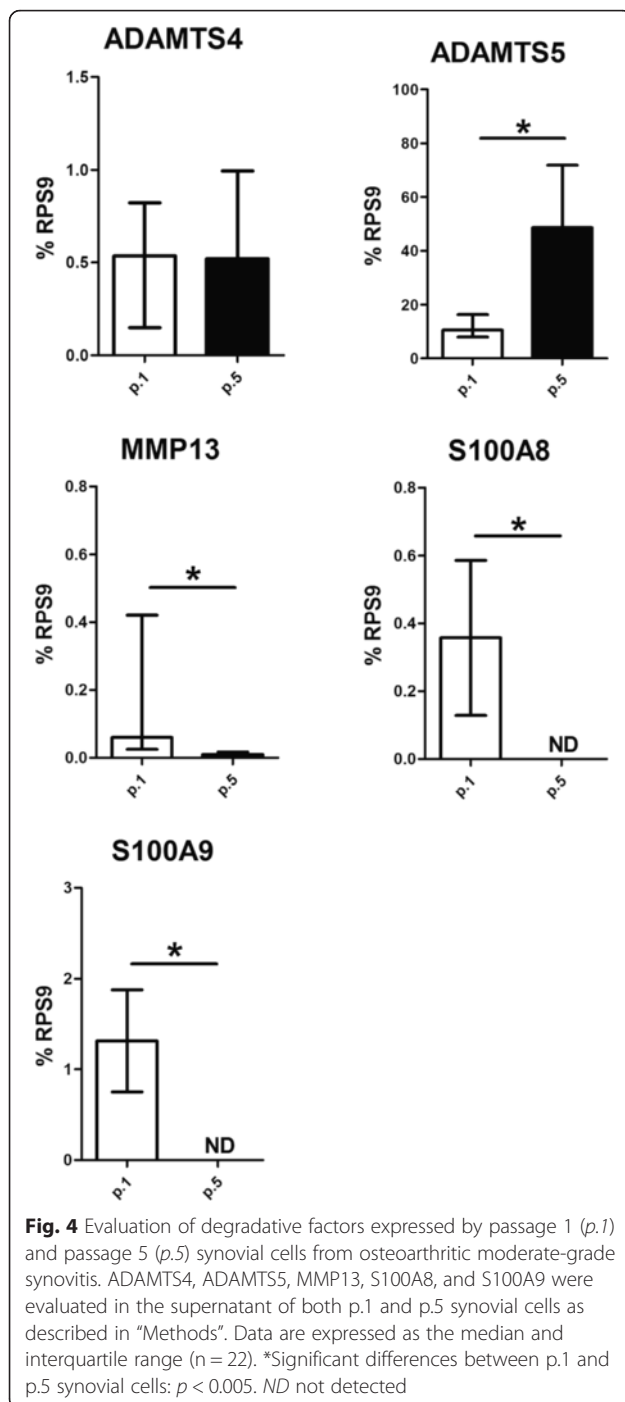 ADAMTS4
% RPS9
1.5
1.0
0.5
0.0
p.1
p.5
ADAMTS5
% RPS9
100
80
60
40
20
0
*
p.1
p.5
MMP13
% RPS9
0.8
0.6
0.4
0.2
0.0
*
p.1
p.5
S100A8
% RPS9
0.8
0.6
0.4
0.2
0.0
*
ND
p.1
p.5
S100A9
% RPS9
3
2
1
0
*
ND
p.1
p.5
Fig. 4 Evaluation of degradative factors expressed by passage 1 (p.1)
and passage 5 (p.5) synovial cells from osteoarthritic moderate-grade
synovitis. ADAMTS4, ADAMTS5, MMP13, S100A8, and S100A9 were
evaluated in the supernatant of both p.1 and p.5 synovial cells as
described in “Methods”. Data are expressed as the median and
interquartile range (n = 22). *Significant differences between p.1 and
p.5 synovial cells: p < 0.005. ND not detected